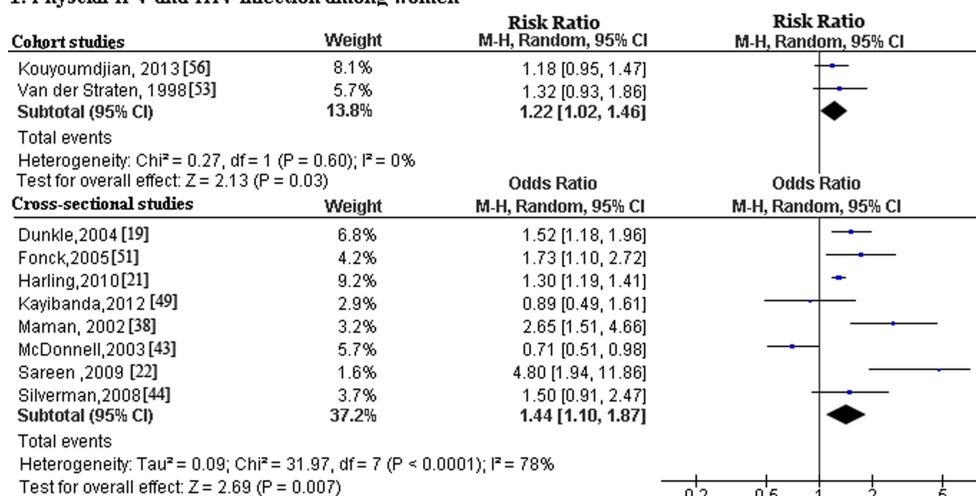 Risk Ratio Risk Ratio
Cohort studies Weight M-H, Random, 95% CI M-H, Random, 95% CI
Kouyoumdjian, 2013 [56] 8.1% 1.18 [0.95, 1.47]
Van der Straten, 1998[53] 5.7% 1.32 [0.93, 1.86]
Subtotal (95% CI) 13.8% 1.22 [1.02, 1.46]
Total events
Heterogeneity: Chi² = 0.27, df = 1 (P = 0.60); I² = 0%
Test for overall effect: Z = 2.13 (P = 0.03)
Odds Ratio Odds Ratio
Cross-sectional studies Weight M-H, Random, 95% CI M-H, Random, 95% CI
Dunkle,2004 [19] 6.8% 1.52 [1.18, 1.96]
Fonck,2005[51] 4.2% 1.73 [1.10, 2.72]
Harling,2010[21] 9.2% 1.30 [1.19, 1.41]
Kayibanda,2012 [49] 2.9% 0.89 [0.49, 1.61]
Maman, 2002 [38] 3.2% 2.65 [1.51, 4.66]
McDonnell,2003 [43] 5.7% 0.71 [0.51, 0.98]
Sareen ,2009 [22] 1.6% 4.80 [1.94, 11.86]
Silverman,2008[44] 3.7% 1.50 [0.91, 2.47]
Subtotal (95% CI) 37.2% 1.44 [1.10, 1.87]
Total events
Heterogeneity: Tau² = 0.09; Chi² = 31.97, df = 7 (P < 0.0001); I² = 78%
Test for overall effect: Z = 2.69 (P = 0.007)
0.2 0.5 1 2 5